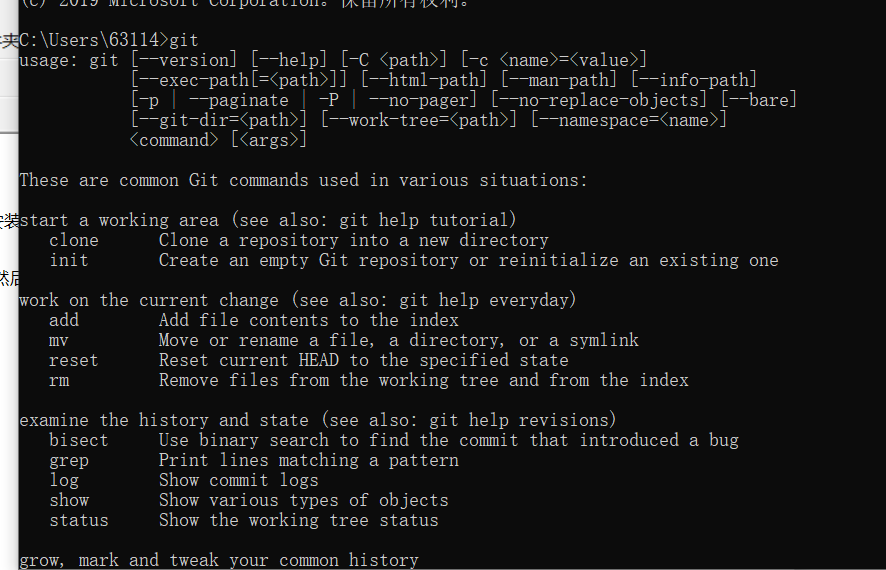 (c) 2019 Microsoft Corporation。保留所有权利。
C:\Users\63114>git
usage: git [--version] [--help] [-C <path>] [-c <name>=<value>]
[--exec-path[=<path>]] [--html-path] [--man-path] [--info-path]
[-p | --paginate | -P | --no-pager] [--no-replace-objects] [--bare]
[--git-dir=<path>] [--work-tree=<path>] [--namespace=<name>]
<command> [<args>]
These are common Git commands used in various situations:
start a working area (see also: git help tutorial)
clone Clone a repository into a new directory
init Create an empty Git repository or reinitialize an existing one
work on the current change (see also: git help everyday)
add Add file contents to the index
mv Move or rename a file, a directory, or a symlink
reset Reset current HEAD to the specified state
rm Remove files from the working tree and from the index
examine the history and state (see also: git help revisions)
bisect Use binary search to find the commit that introduced a bug
grep Print lines matching a pattern
log Show commit logs
show Show various types of objects
status Show the working tree status
grow, mark and tweak your common history